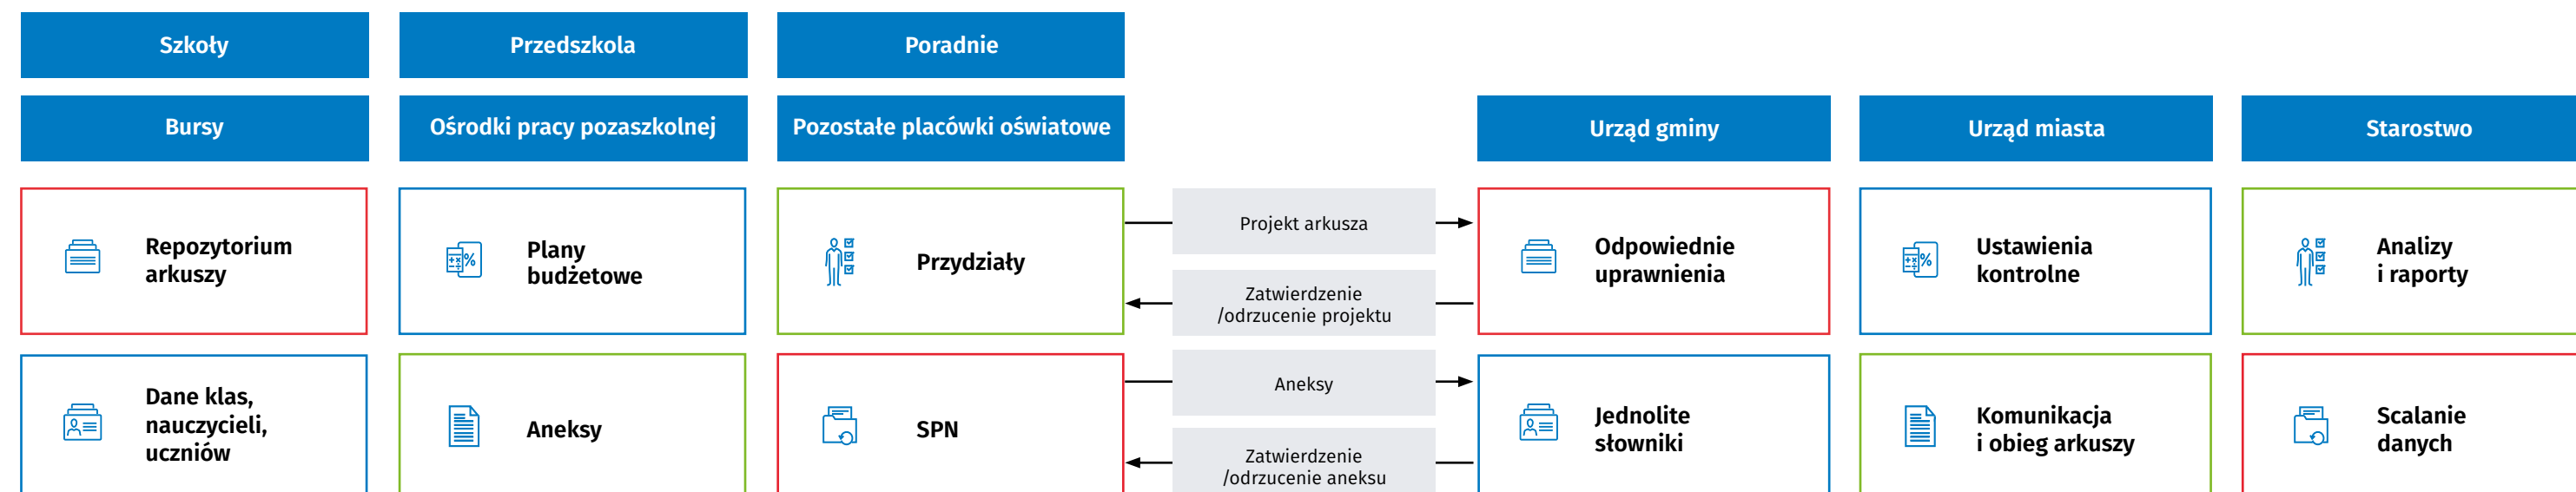 Szkoły
Przedszkola
Poradnie
Bursy
Ośrodki pracy pozaszkolnej
Pozostałe placówki oświatowe
Urząd gminy
Urząd miasta
Starostwo
Repozytorium
arkuszy
Plany
budżetowe
Przydziały
Projekt arkusza
Zatwierdzenie
/odrzucenie projektu
Odpowiednie
uprawnienia
Ustawienia
kontrolne
Analizy
i raporty
Dane klas,
nauczycieli,
uczniów
Aneksy
SPN
Aneksy
Zatwierdzenie
/odrzucenie aneksu
Jednolite
słowniki
Komunikacja
i obieg arkuszy
Scalanie
danych